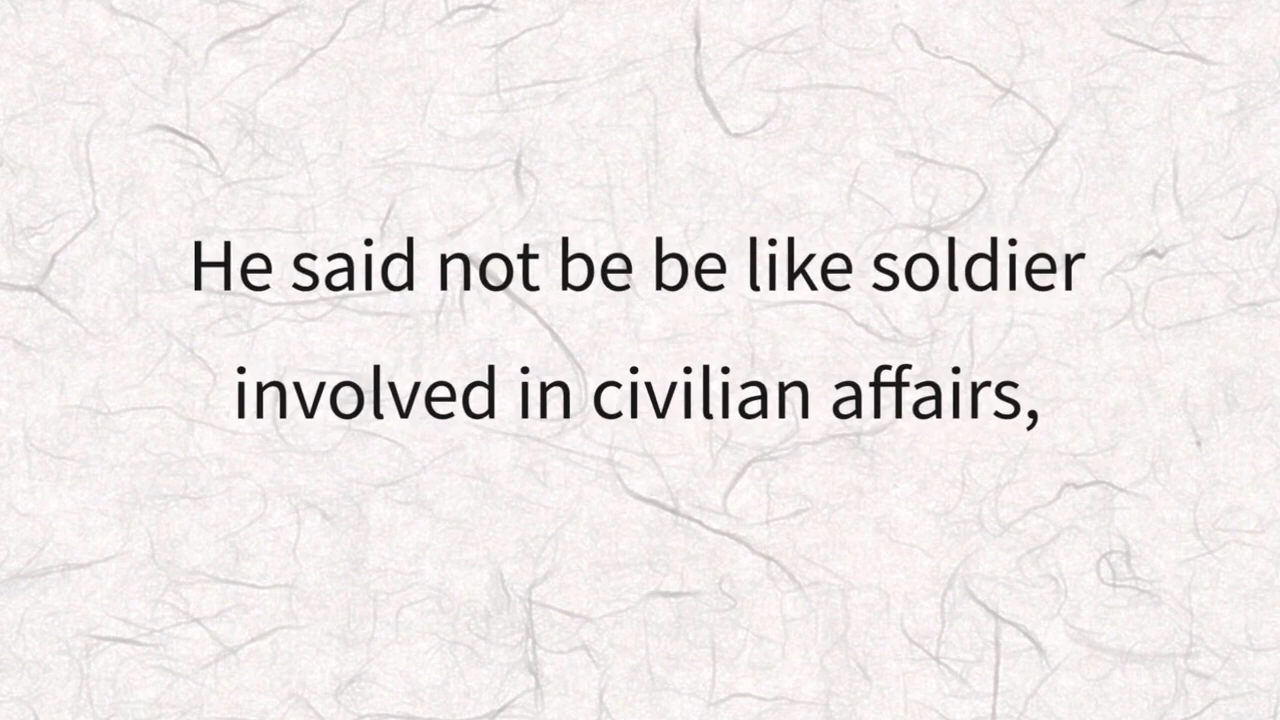 He said not be be like soldier
involved in civilian affairs,